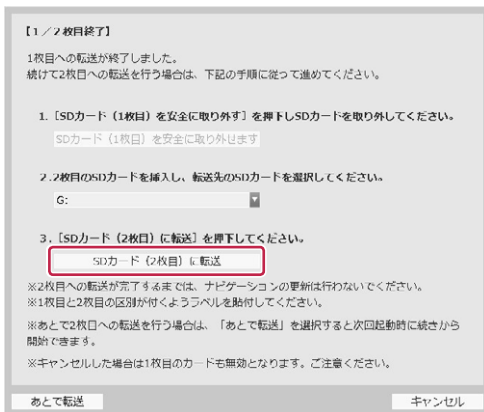 【1／2枚目終了】
1枚目への転送が終了しました。
続けて2枚目への転送を行う場合は、下記の手順に従って進めてください。
1.［SDカード（1枚目）を安全に取り外す］を押下しSDカードを取り外してください。
SDカード（1枚目）を安全に取り外せます
2.2枚目のSDカードを挿入し、転送先のSDカードを選択してください。
G:
3.［SDカード（2枚目）に転送］を押下してください。
SDカード（2枚目）に転送
※2枚目への転送が完了するまでは、ナビゲーションの更新は行わないでください。
※1枚目と2枚目の区別が付くようラベルを貼付してください。
※あとで2枚目への転送を行う場合は、「あとで転送」を選択すると次回起動時に続きから
開始できます。
※キャンセルした場合は1枚目のカードも無効となります。ご注意ください。
あとで転送
キャンセル